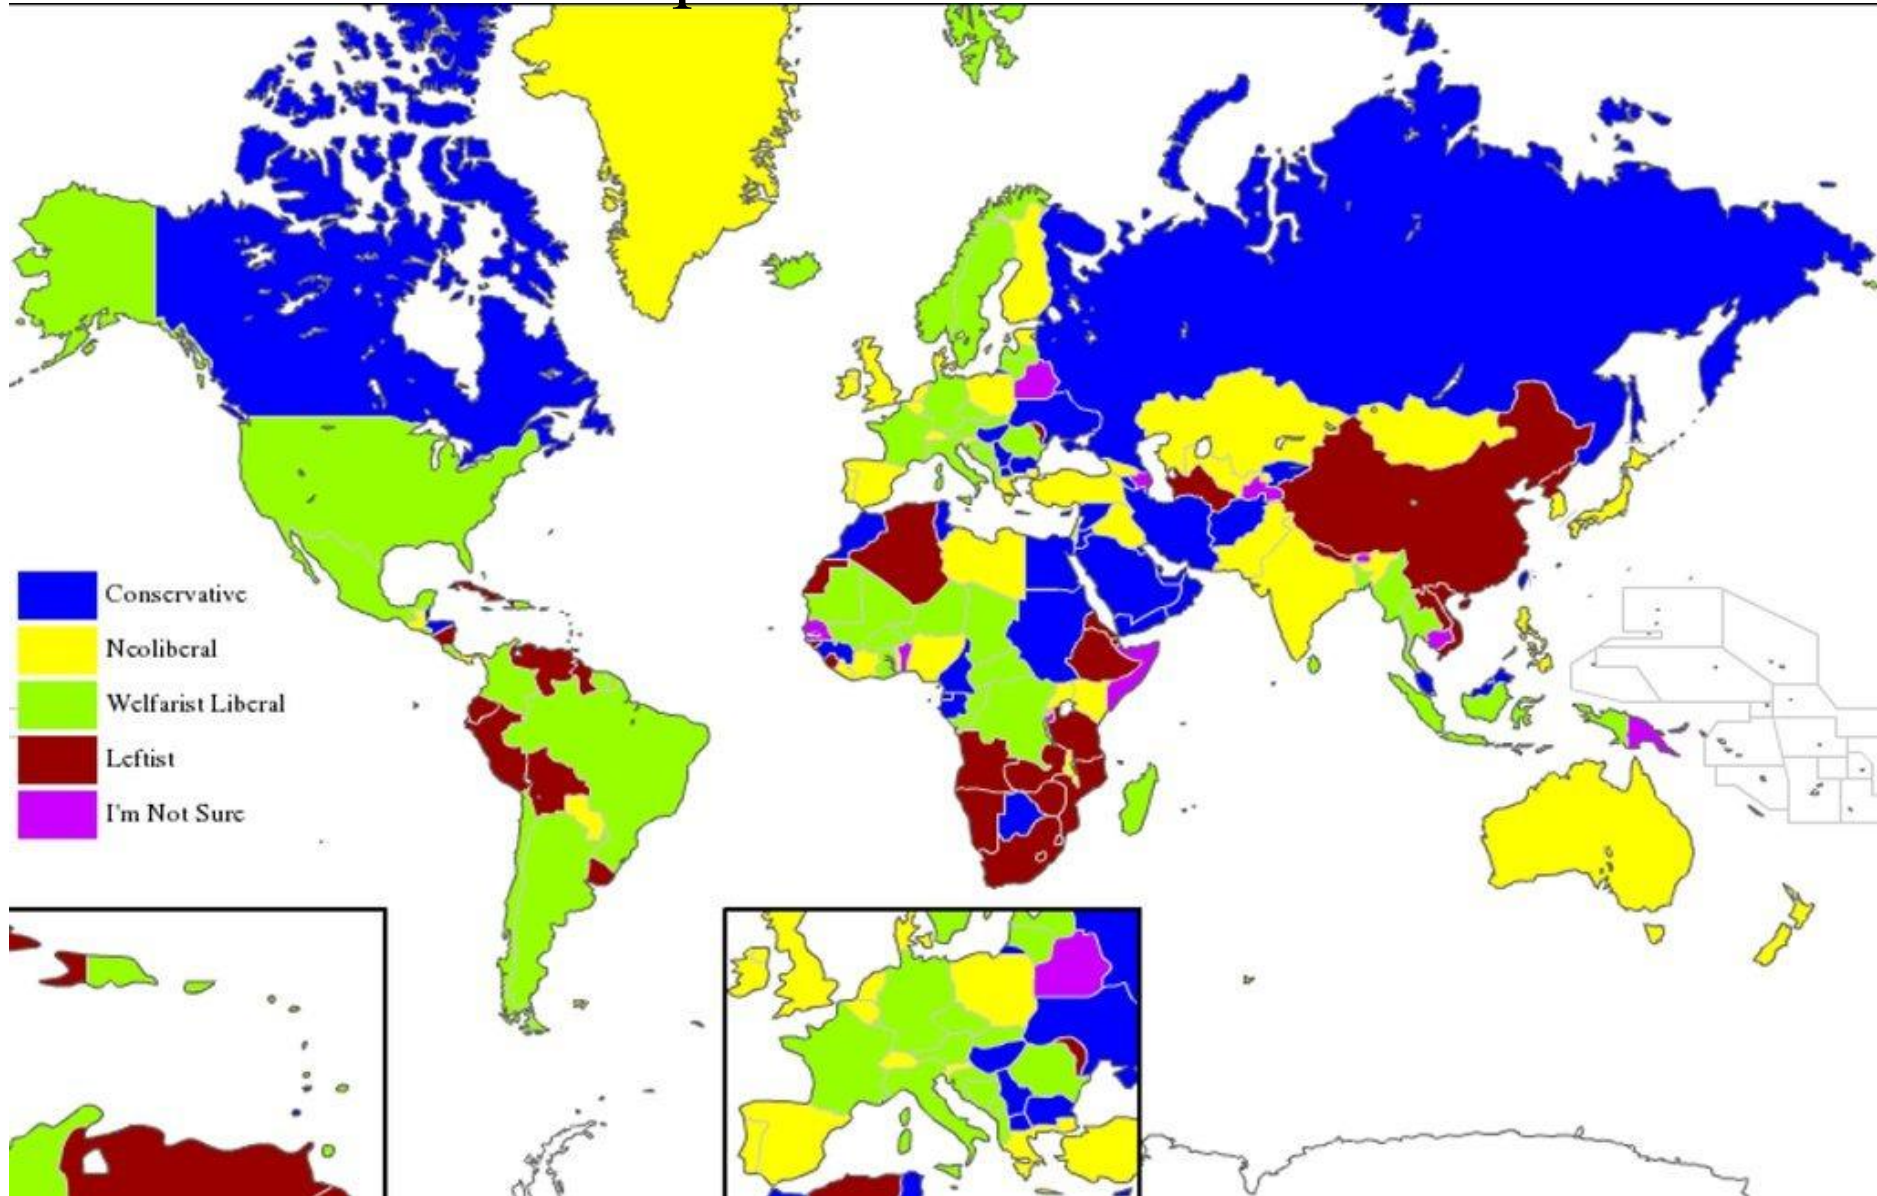 Conservative
Neoliberal
Welfarist Liberal
Leftist
I'm Not Sure